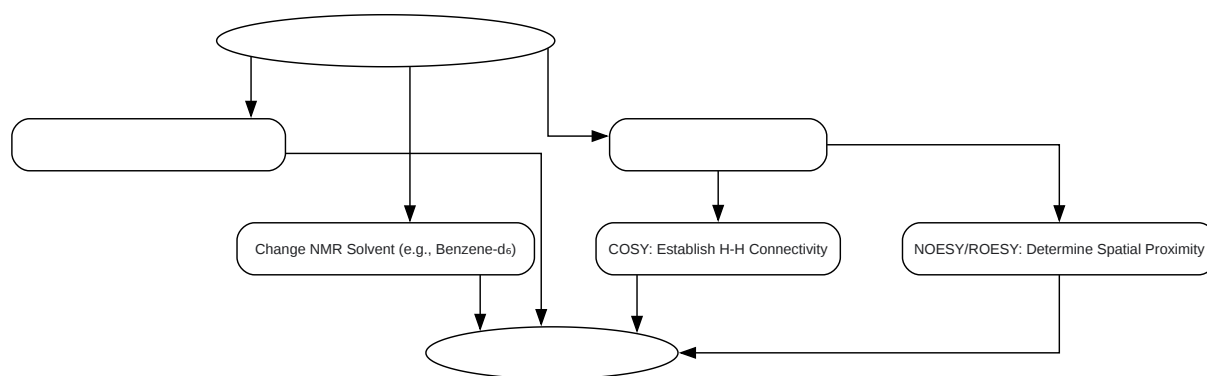 Change NMR Solvent (e.g., Benzene-d₆)
COSY: Establish H-H Connectivity
NOESY/ROESY: Determine Spatial Proximity